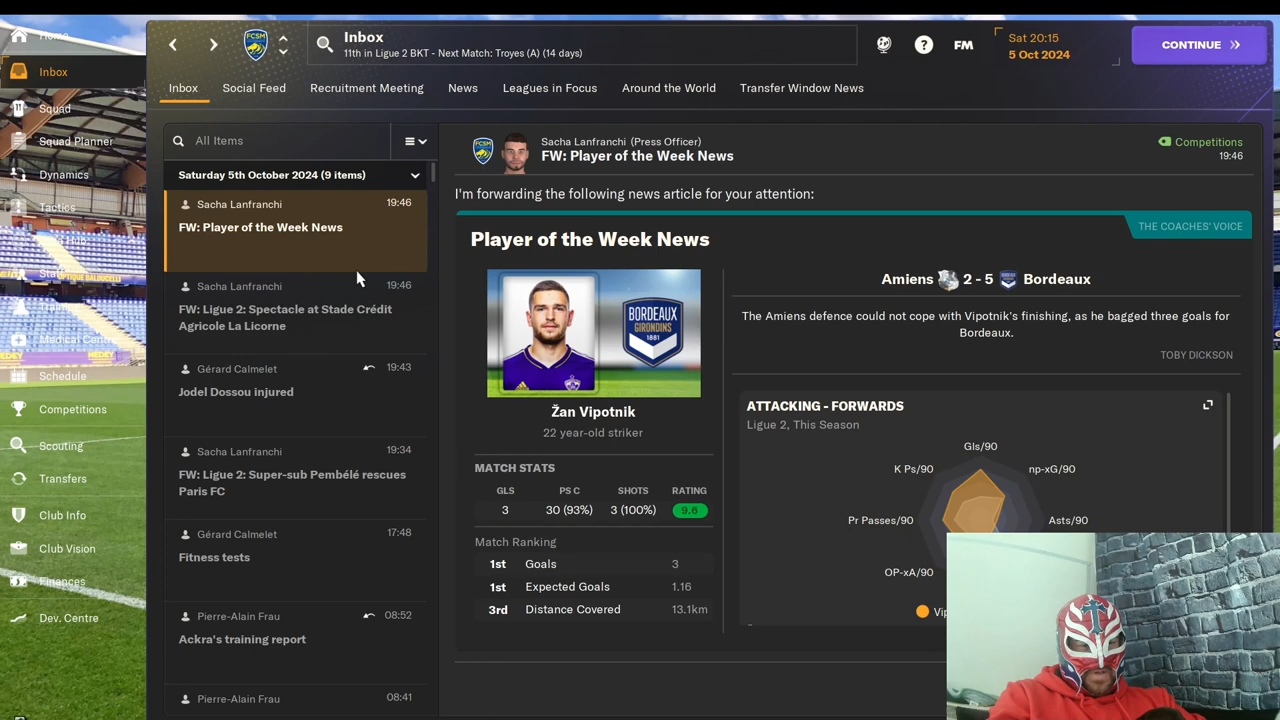 Home
Inbox
Squad
Squad Planner
Dynamics
Tactics
Medical Centre
Schedule
Competitions
Scouting
Transfers
Club Info
Club Vision
Finances
Dev. Centre
FCSM
Inbox
11th in Ligue 2 BKT - Next Match: Troyes (A) (14 days)
FM
Sat 20:15
5 Oct 2024
CONTINUE
Inbox
Social Feed
Recruitment Meeting
News
Leagues in Focus
Around the World
Transfer Window News
All Items
Saturday 5th October 2024 (9 items)
Sacha Lanfranchi 19:46
FW: Player of the Week News
Sacha Lanfranchi 19:46
FW: Ligue 2: Spectacle at Stade Crédit
Agricole La Licorne
Gérard Calmelet 19:43
Jodel Dossou injured
Sacha Lanfranchi 19:34
FW: Ligue 2: Super-sub Pembélé rescues
Paris FC
Gérard Calmelet 17:48
Fitness tests
Pierre-Alain Frau 08:52
Ackra's training report
Pierre-Alain Frau 08:41
Sacha Lanfranchi (Press Officer)
FW: Player of the Week News
Competitions
19:46
I'm forwarding the following news article for your attention:
THE COACHES' VOICE
Player of the Week News
BORDEAUX
GIRONDINS
1881
Žan Vipotnik
22 year-old striker
MATCH STATS
GLS PS C SHOTS RATING
3 30 (93%) 3 (100%) 9.6
Match Ranking
1st Goals 3
1st Expected Goals 1.16
3rd Distance Covered 13.1km
Amiens 2 - 5 Bordeaux
The Amiens defence could not cope with Vipotnik's finishing, as he bagged three goals for
Bordeaux.
TOBY DICKSON
ATTACKING - FORWARDS
Ligue 2, This Season
Gls/90
K Ps/90
np-xG/90
Pr Passes/90
Asts/90
OP-xA/90